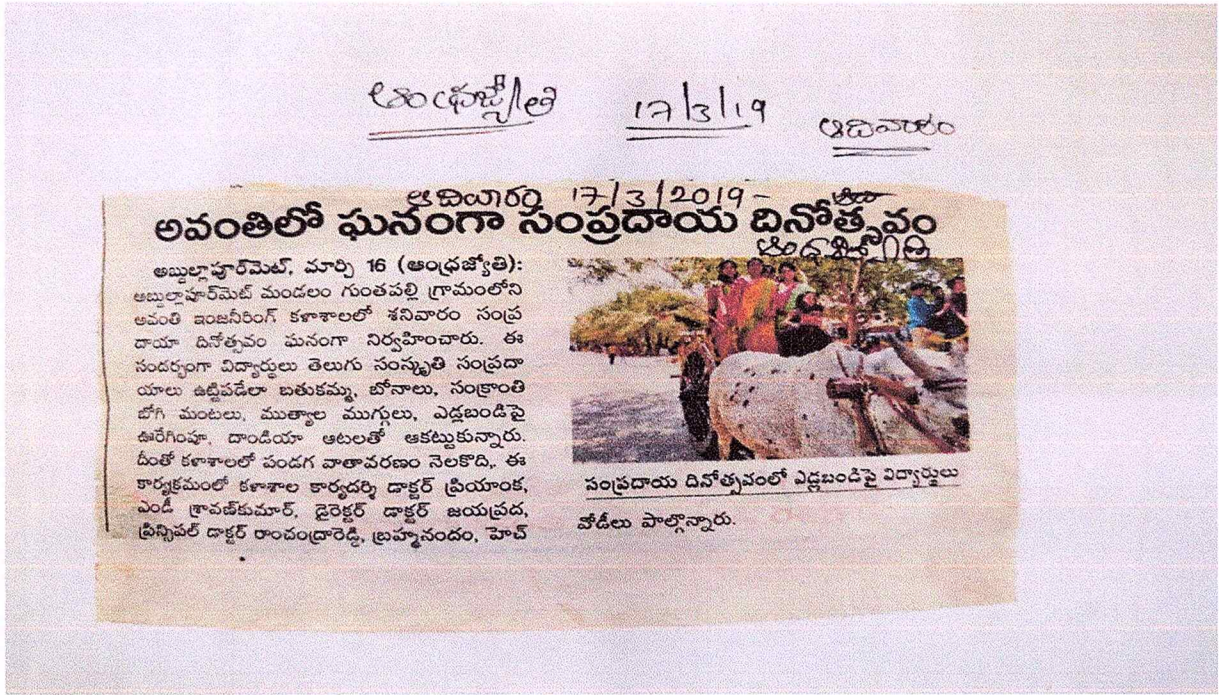 ఆంధ్రజ్యోతి 17/3/19 ఆదివారం
ఆదివారం 17/3/2019 -
అవంతిలో ఘనంగా సంప్రదాయ దినోత్సవం
ఆంధ్రజ్యోతి
అబ్దుల్లాపూర్‌మెట్, మార్చి 16 (ఆంధ్రజ్యోతి):
అబ్దుల్లాపూర్‌మెట్ మండలం గుంతపల్లి గ్రామంలోని
అవంతి ఇంజనీరింగ్ కళాశాలలో శనివారం సంప్ర
దాయా దినోత్సవం ఘనంగా నిర్వహించారు. ఈ
సందర్భంగా విద్యార్థులు తెలుగు సంస్కృతి సంప్రదా
యాలు ఉట్టిపడేలా బతుకమ్మ, బోనాలు, సంక్రాంతి
బోగి మంటలు, ముత్యాల ముగ్గులు, ఎడ్లబండిపై
ఊరేగింపూ, దాండియా ఆటలతో ఆకట్టుకున్నారు.
దీంతో కళాశాలలో పండగ వాతావరణం నెలకొది. ఈ
కార్యక్రమంలో కళాశాల కార్యదర్శి డాక్టర్ ప్రియాంక,
ఎండీ శ్రావణ్‌కుమార్, డైరెక్టర్ డాక్టర్ జయప్రద,
ప్రిన్సిపల్ డాక్టర్ రాంచంద్రారెడ్డి, బ్రహ్మనందం, హెచ్
సంప్రదాయ దినోత్సవంలో ఎడ్లబండిపై విద్యార్థులు
వోడీలు పాల్గొన్నారు.